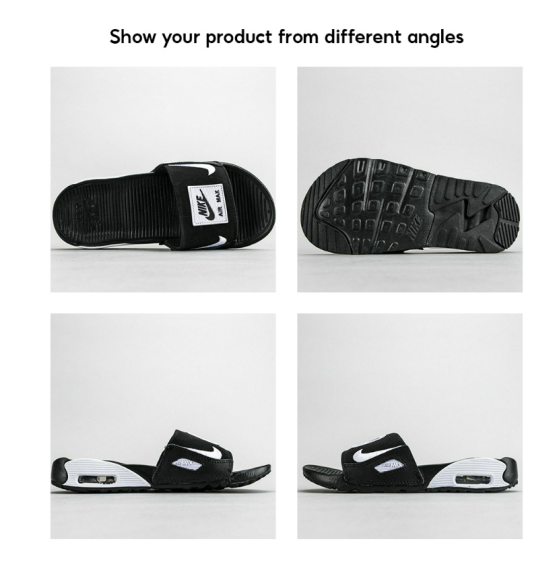 Show your product from different angles
NIKE
AIR MAX